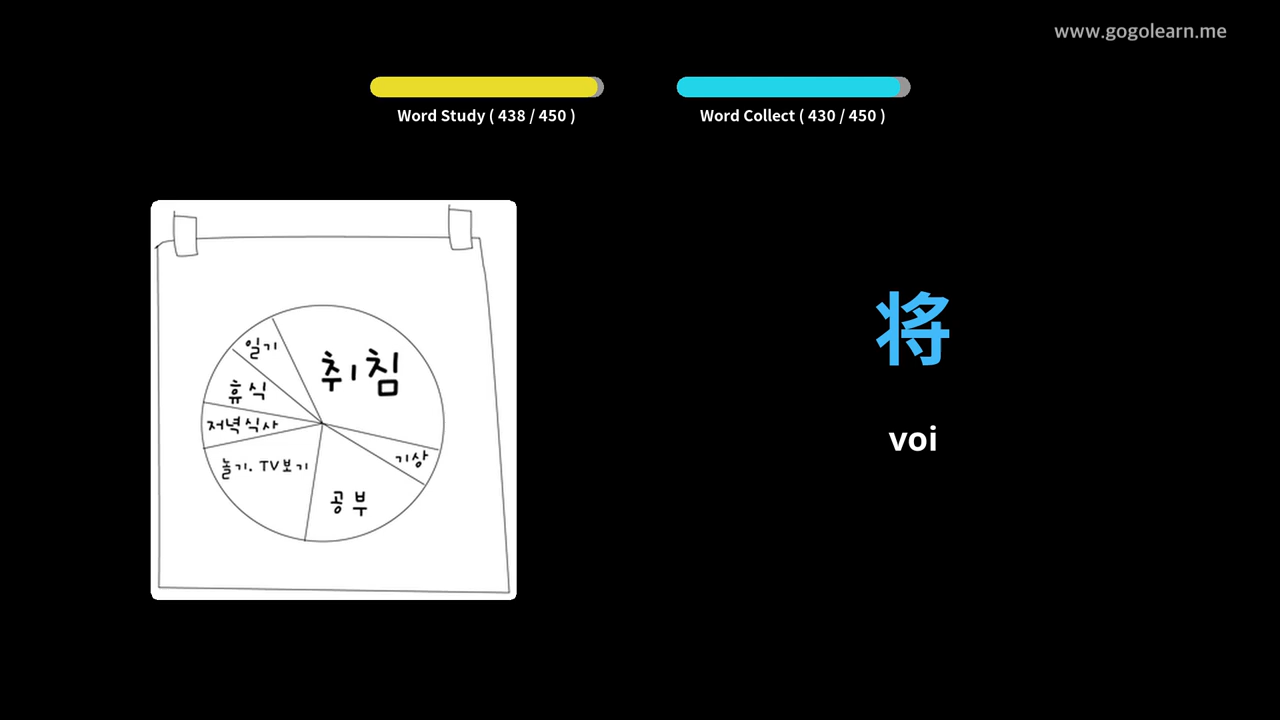 www.gogolearn.me
Word Study ( 438 / 450 )
Word Collect ( 430 / 450 )
일기
취침
휴식
저녁식사
놀기. TV보기
기상
공부
将
voi